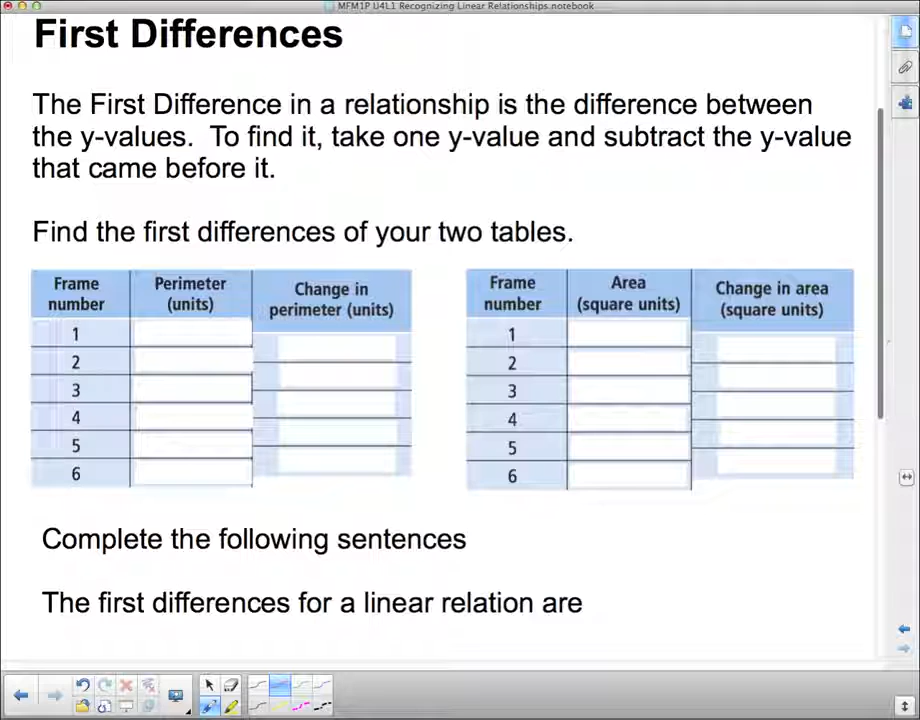 MFM1P U4L1 Recognizing Linear Relationships.notebook
First Differences
The First Difference in a relationship is the difference between
the y-values. To find it, take one y-value and subtract the y-value
that came before it.
Find the first differences of your two tables.
Frame number
Perimeter (units)
Change in perimeter (units)
1
2
3
4
5
6
Frame number
Area (square units)
Change in area (square units)
1
2
3
4
5
6
Complete the following sentences
The first differences for a linear relation are